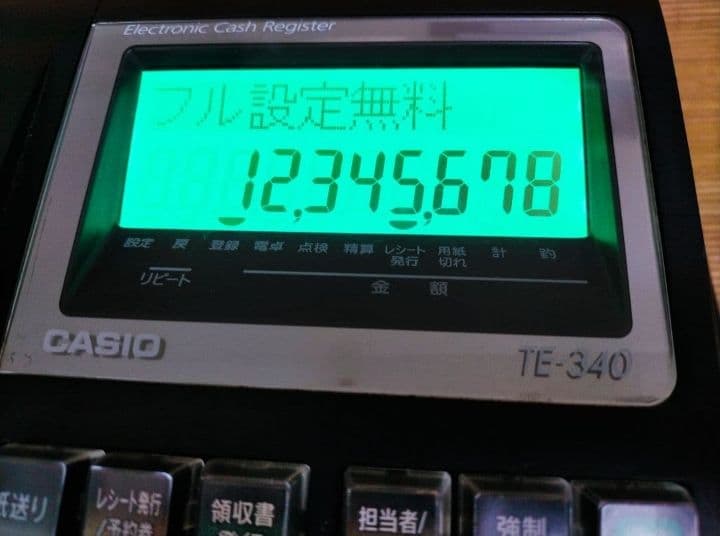 Electronic Cash Register
フル設定無料
12,345,678
設定 戻 登録 電卓 点検 精算 レシート発行 用紙切れ 計 釣
リピート 金額
CASIO
TE-340
紙送り レシート発行/予約券 領収書 担当者/ 強制